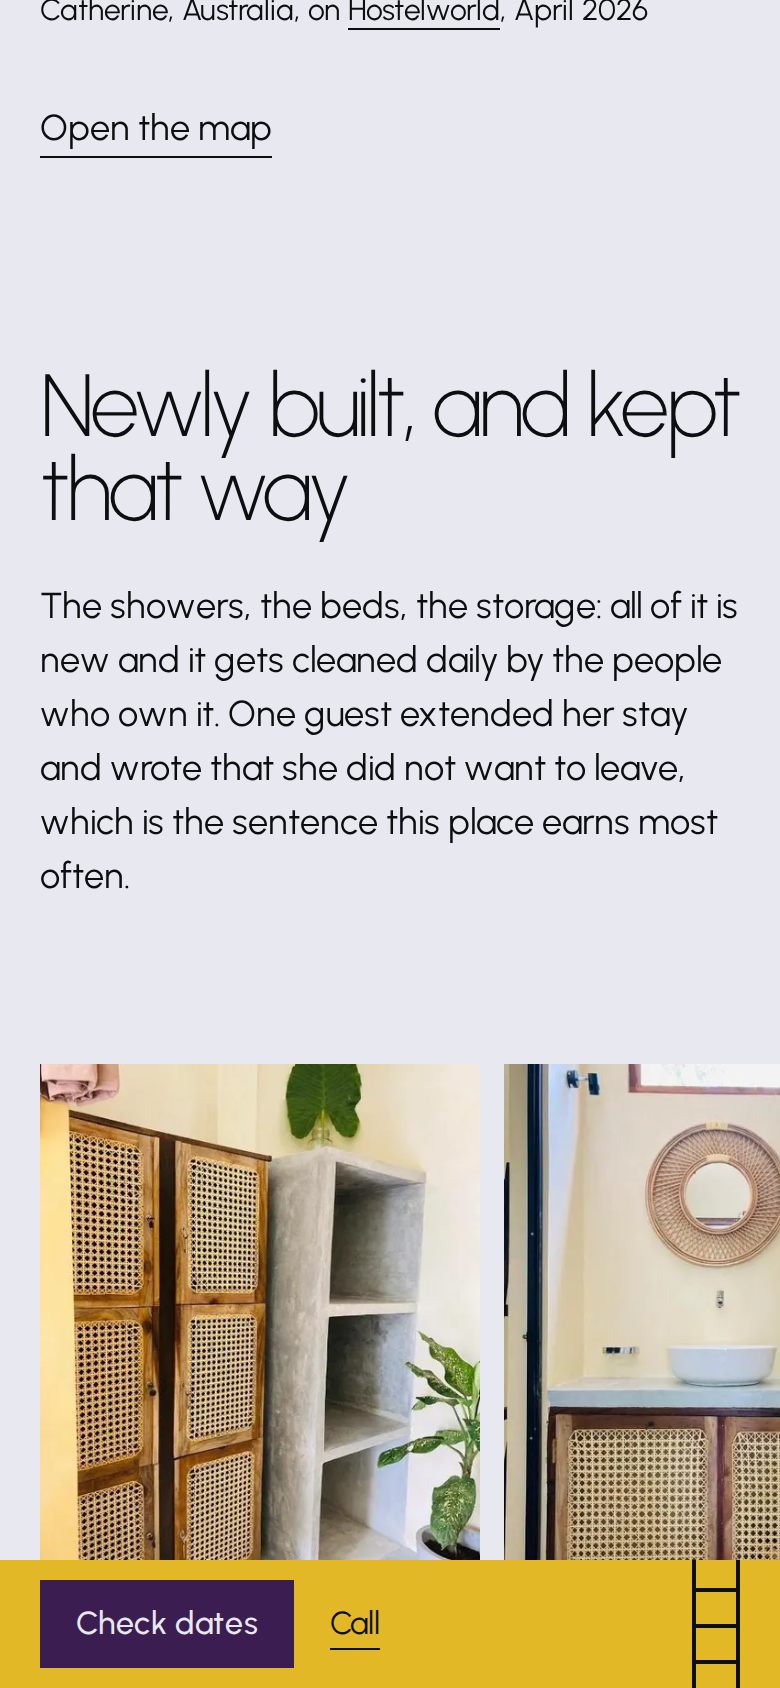 Catherine, Australia, on Hostelworld, April 2026
Open the map
Newly built, and kept
that way
The showers, the beds, the storage: all of it is
new and it gets cleaned daily by the people
who own it. One guest extended her stay
and wrote that she did not want to leave,
which is the sentence this place earns most
often.
Check dates
Call